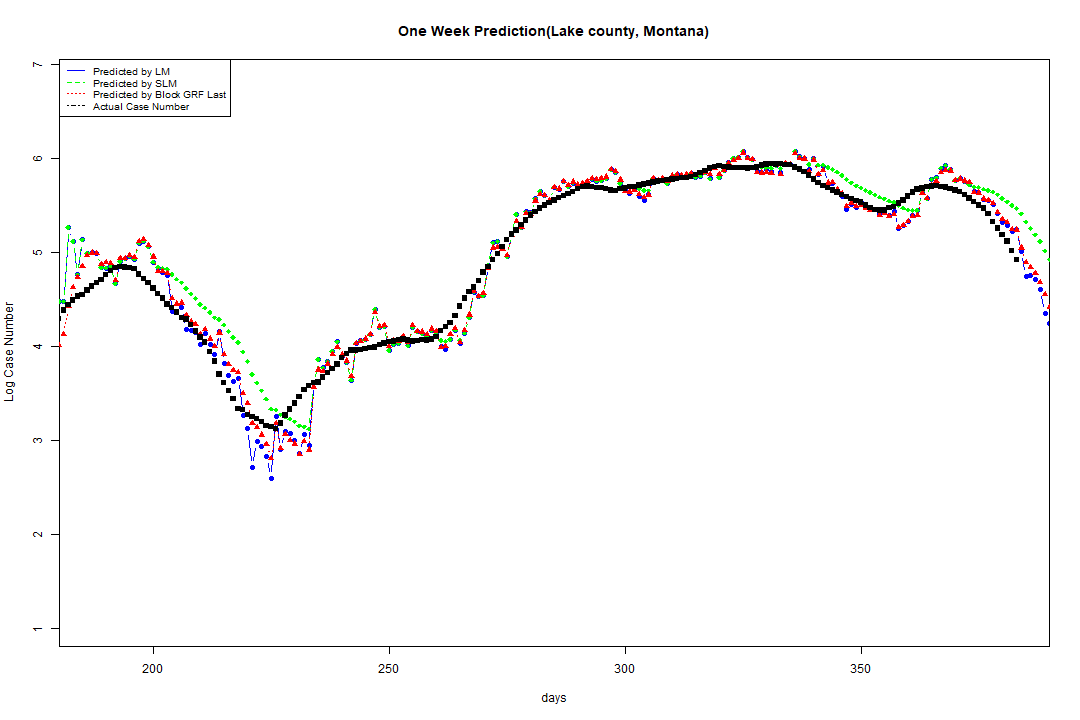 One Week Prediction(Lake county, Montana)
Predicted by LM
Predicted by SLM
Predicted by Block GRF Last
Actual Case Number
7
6
5
4
3
2
1
Log Case Number
200
250
300
350
days